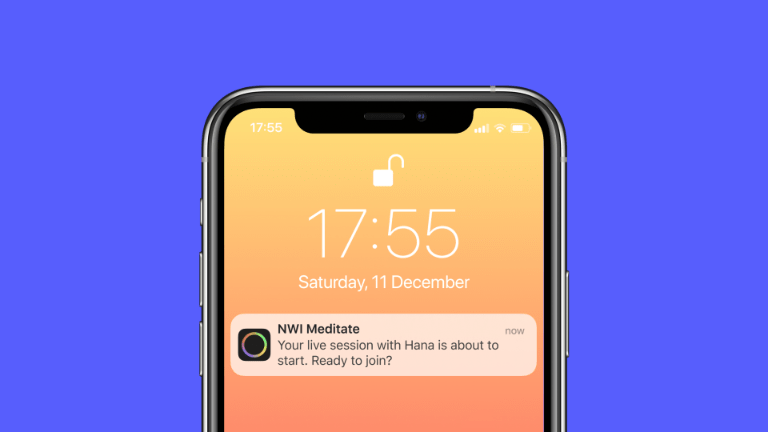 17:55
17:55
Saturday, 11 December
NWI Meditate
now
Your live session with Hana is about to
start. Ready to join?